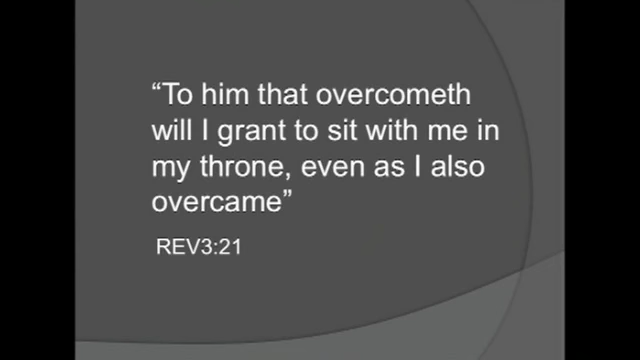 “To him that overcometh
will I grant to sit with me in
my throne, even as I also
overcame”
REV3:21